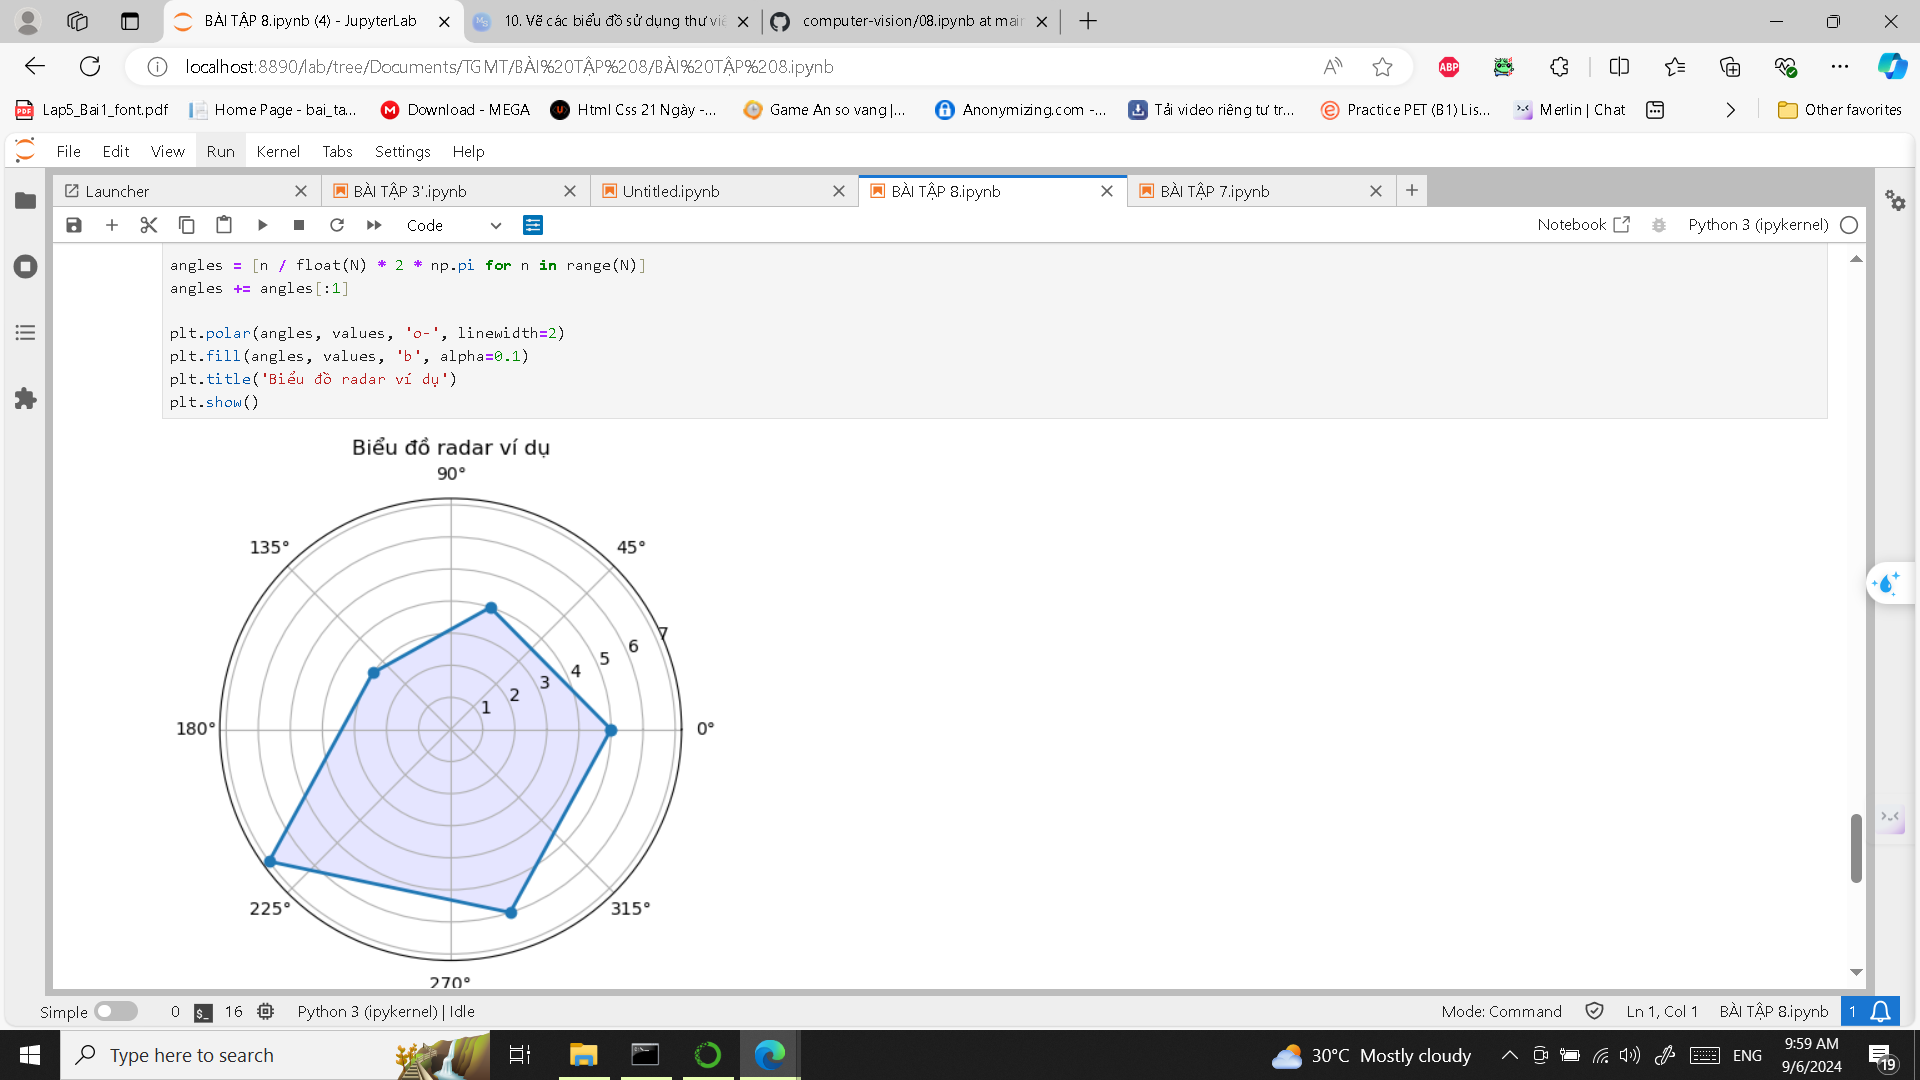 BÀI TẬP 8.ipynb (4) - JupyterLab
10. Vẽ các biểu đồ sử dụng thư viê
computer-vision/08.ipynb at mair
localhost:8890/lab/tree/Documents/TGMT/BÀI%20TẬP%208/BÀI%20TẬP%208.ipynb
ABP
PDF Lap5_Bai1_font.pdf
Home Page - bai_ta...
M Download - MEGA
Html Css 21 Ngày -...
Game An so vang |...
Anonymizing.com -...
Tải video riêng tư tr...
Practice PET (B1) Lis...
Merlin | Chat
Other favorites
File Edit View Run Kernel Tabs Settings Help
Launcher
BÀI TẬP 3'.ipynb
Untitled.ipynb
BÀI TẬP 8.ipynb
BÀI TẬP 7.ipynb
Code
Notebook
Python 3 (ipykernel)
angles = [n / float(N) * 2 * np.pi for n in range(N)]
angles += angles[:1]
plt.polar(angles, values, 'o-', linewidth=2)
plt.fill(angles, values, 'b', alpha=0.1)
plt.title('Biểu đồ radar ví dụ')
plt.show()
Biểu đồ radar ví dụ
90°
135°
45°
7
6
5
4
3
2
1
180°
0°
225°
315°
270°
Simple
0
$_
16
Python 3 (ipykernel) | Idle
Mode: Command
Ln 1, Col 1
BÀI TẬP 8.ipynb
1
Type here to search
30°C Mostly cloudy
ENG
9:59 AM
9/6/2024
19